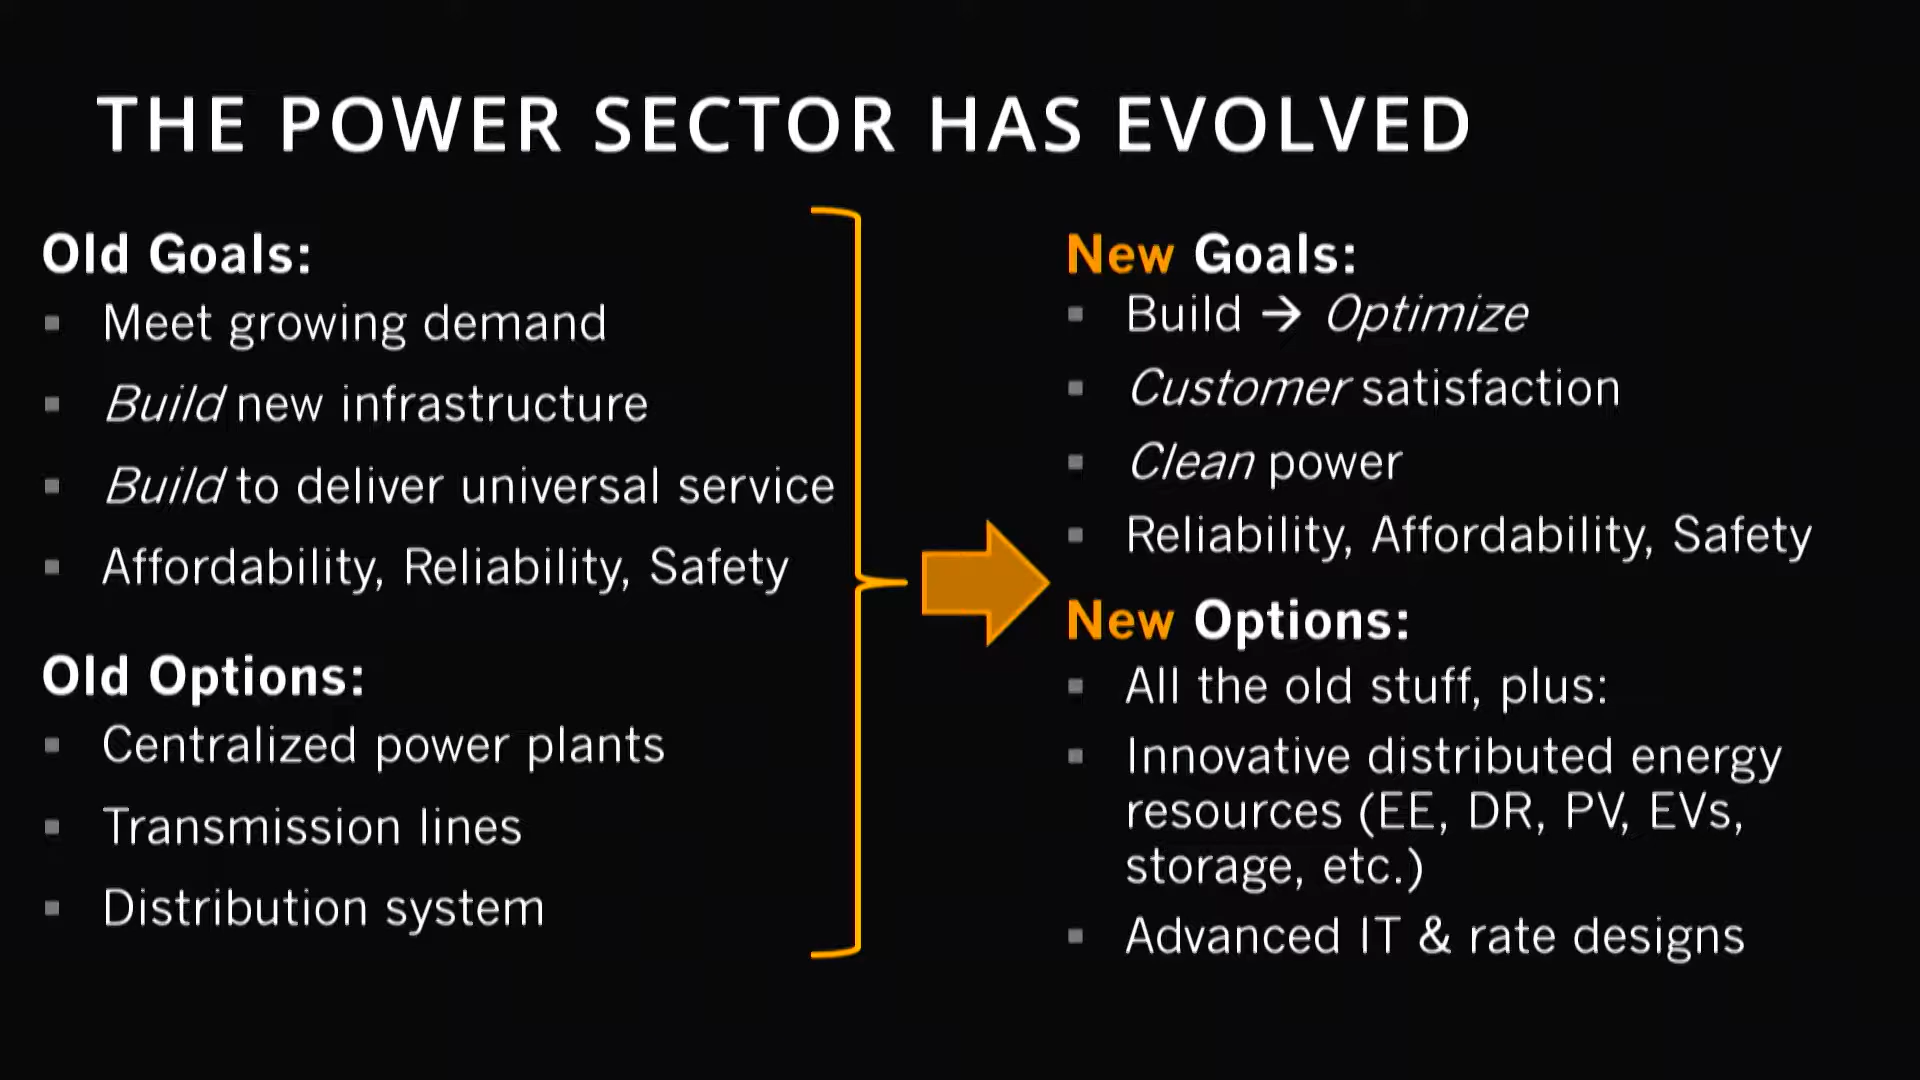 THE POWER SECTOR HAS EVOLVED
Old Goals:
▪ Meet growing demand
▪ Build new infrastructure
▪ Build to deliver universal service
▪ Affordability, Reliability, Safety
Old Options:
▪ Centralized power plants
▪ Transmission lines
▪ Distribution system
New Goals:
▪ Build → Optimize
▪ Customer satisfaction
▪ Clean power
▪ Reliability, Affordability, Safety
New Options:
▪ All the old stuff, plus:
▪ Innovative distributed energy
resources (EE, DR, PV, EVs,
storage, etc.)
▪ Advanced IT & rate designs